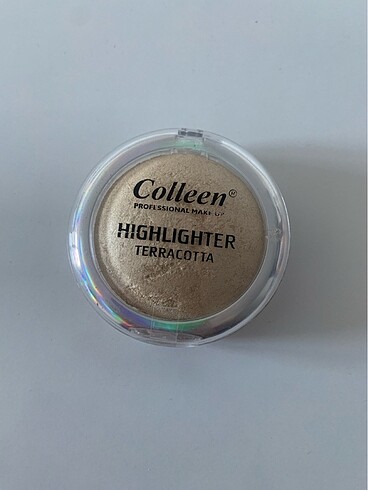 Colleen®
PROFESSIONAL MAKE-UP
HIGHLIGHTER
TERRACOTTA